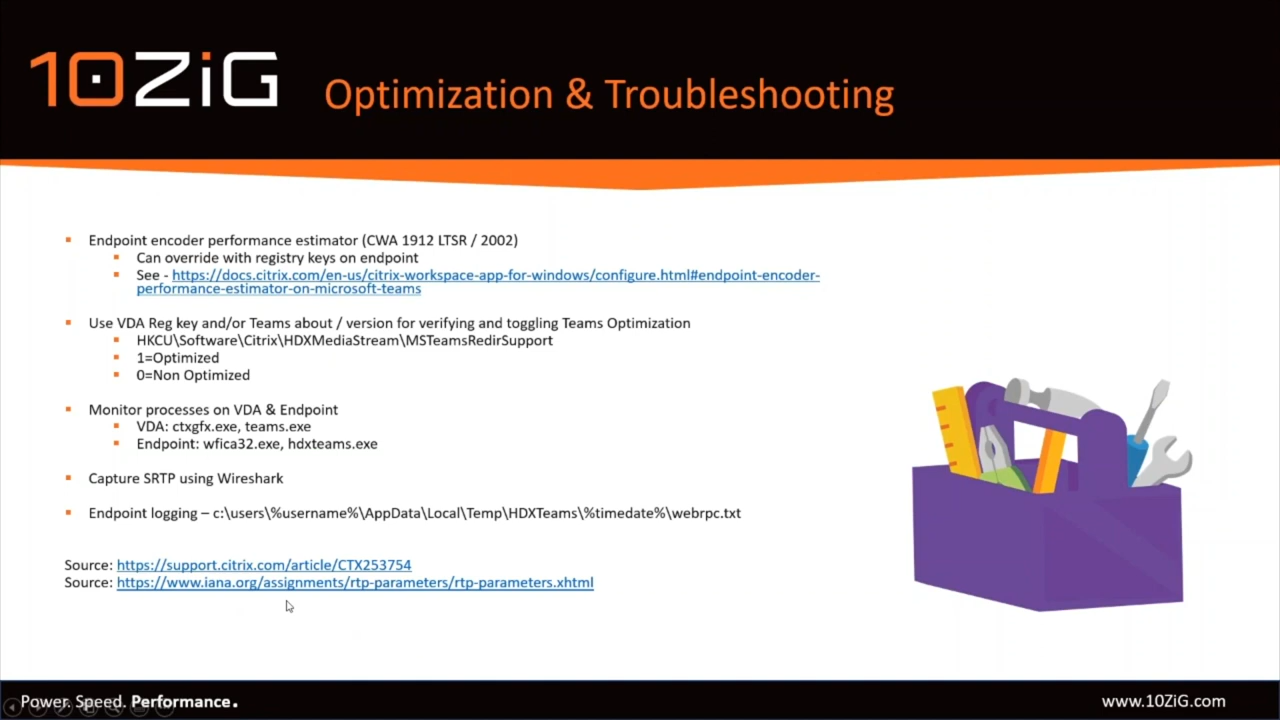 10ZiG
Optimization & Troubleshooting
Endpoint encoder performance estimator (CWA 1912 LTSR / 2002)
Can override with registry keys on endpoint
See - https://docs.citrix.com/en-us/citrix-workspace-app-for-windows/configure.html#endpoint-encoder-
performance-estimator-on-microsoft-teams
Use VDA Reg key and/or Teams about / version for verifying and toggling Teams Optimization
HKCU\Software\Citrix\HDXMediaStream\MSTeamsRedirSupport
1=Optimized
0=Non Optimized
Monitor processes on VDA & Endpoint
VDA: ctxgfx.exe, teams.exe
Endpoint: wfica32.exe, hdxteams.exe
Capture SRTP using Wireshark
Endpoint logging – c:\users\%username%\AppData\Local\Temp\HDXTeams\%timedate%\webrpc.txt
Source: https://support.citrix.com/article/CTX253754
Source: https://www.iana.org/assignments/rtp-parameters/rtp-parameters.xhtml
Power. Speed. Performance.
www.10ZiG.com